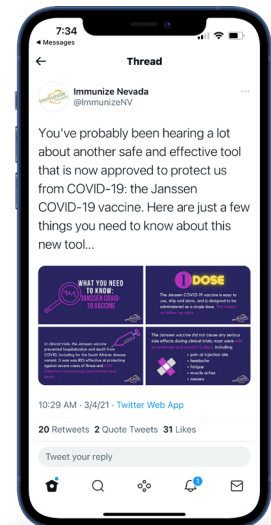 7:34
Messages
Thread
Immunize Nevada
@ImmunizeNV
You've probably been hearing a lot
about another safe and effective tool
that is now approved to protect us
from COVID-19: the Janssen
COVID-19 vaccine. Here are just a few
things you need to know about this
new tool...
WHAT YOU NEED
TO KNOW:
JANSSEN COVID-
19 VACCINE
1 DOSE
The Janssen COVID-19 vaccine is easy to
use, ship and store, and is designed to be
administered as a single dose.
In clinical trials, the Janssen vaccine
prevented hospitalization and death from
COVID, including for the South African disease
variant. It was 85% effective at protecting
against severe cases of illness and
The Janssen vaccine did not cause any serious
side effects during clinical trials; most were
including:
• pain at injection site
• headache
• fatigue
• muscle aches
• nausea
10:29 AM · 3/4/21 · Twitter Web App
20 Retweets 2 Quote Tweets 31 Likes
Tweet your reply
1